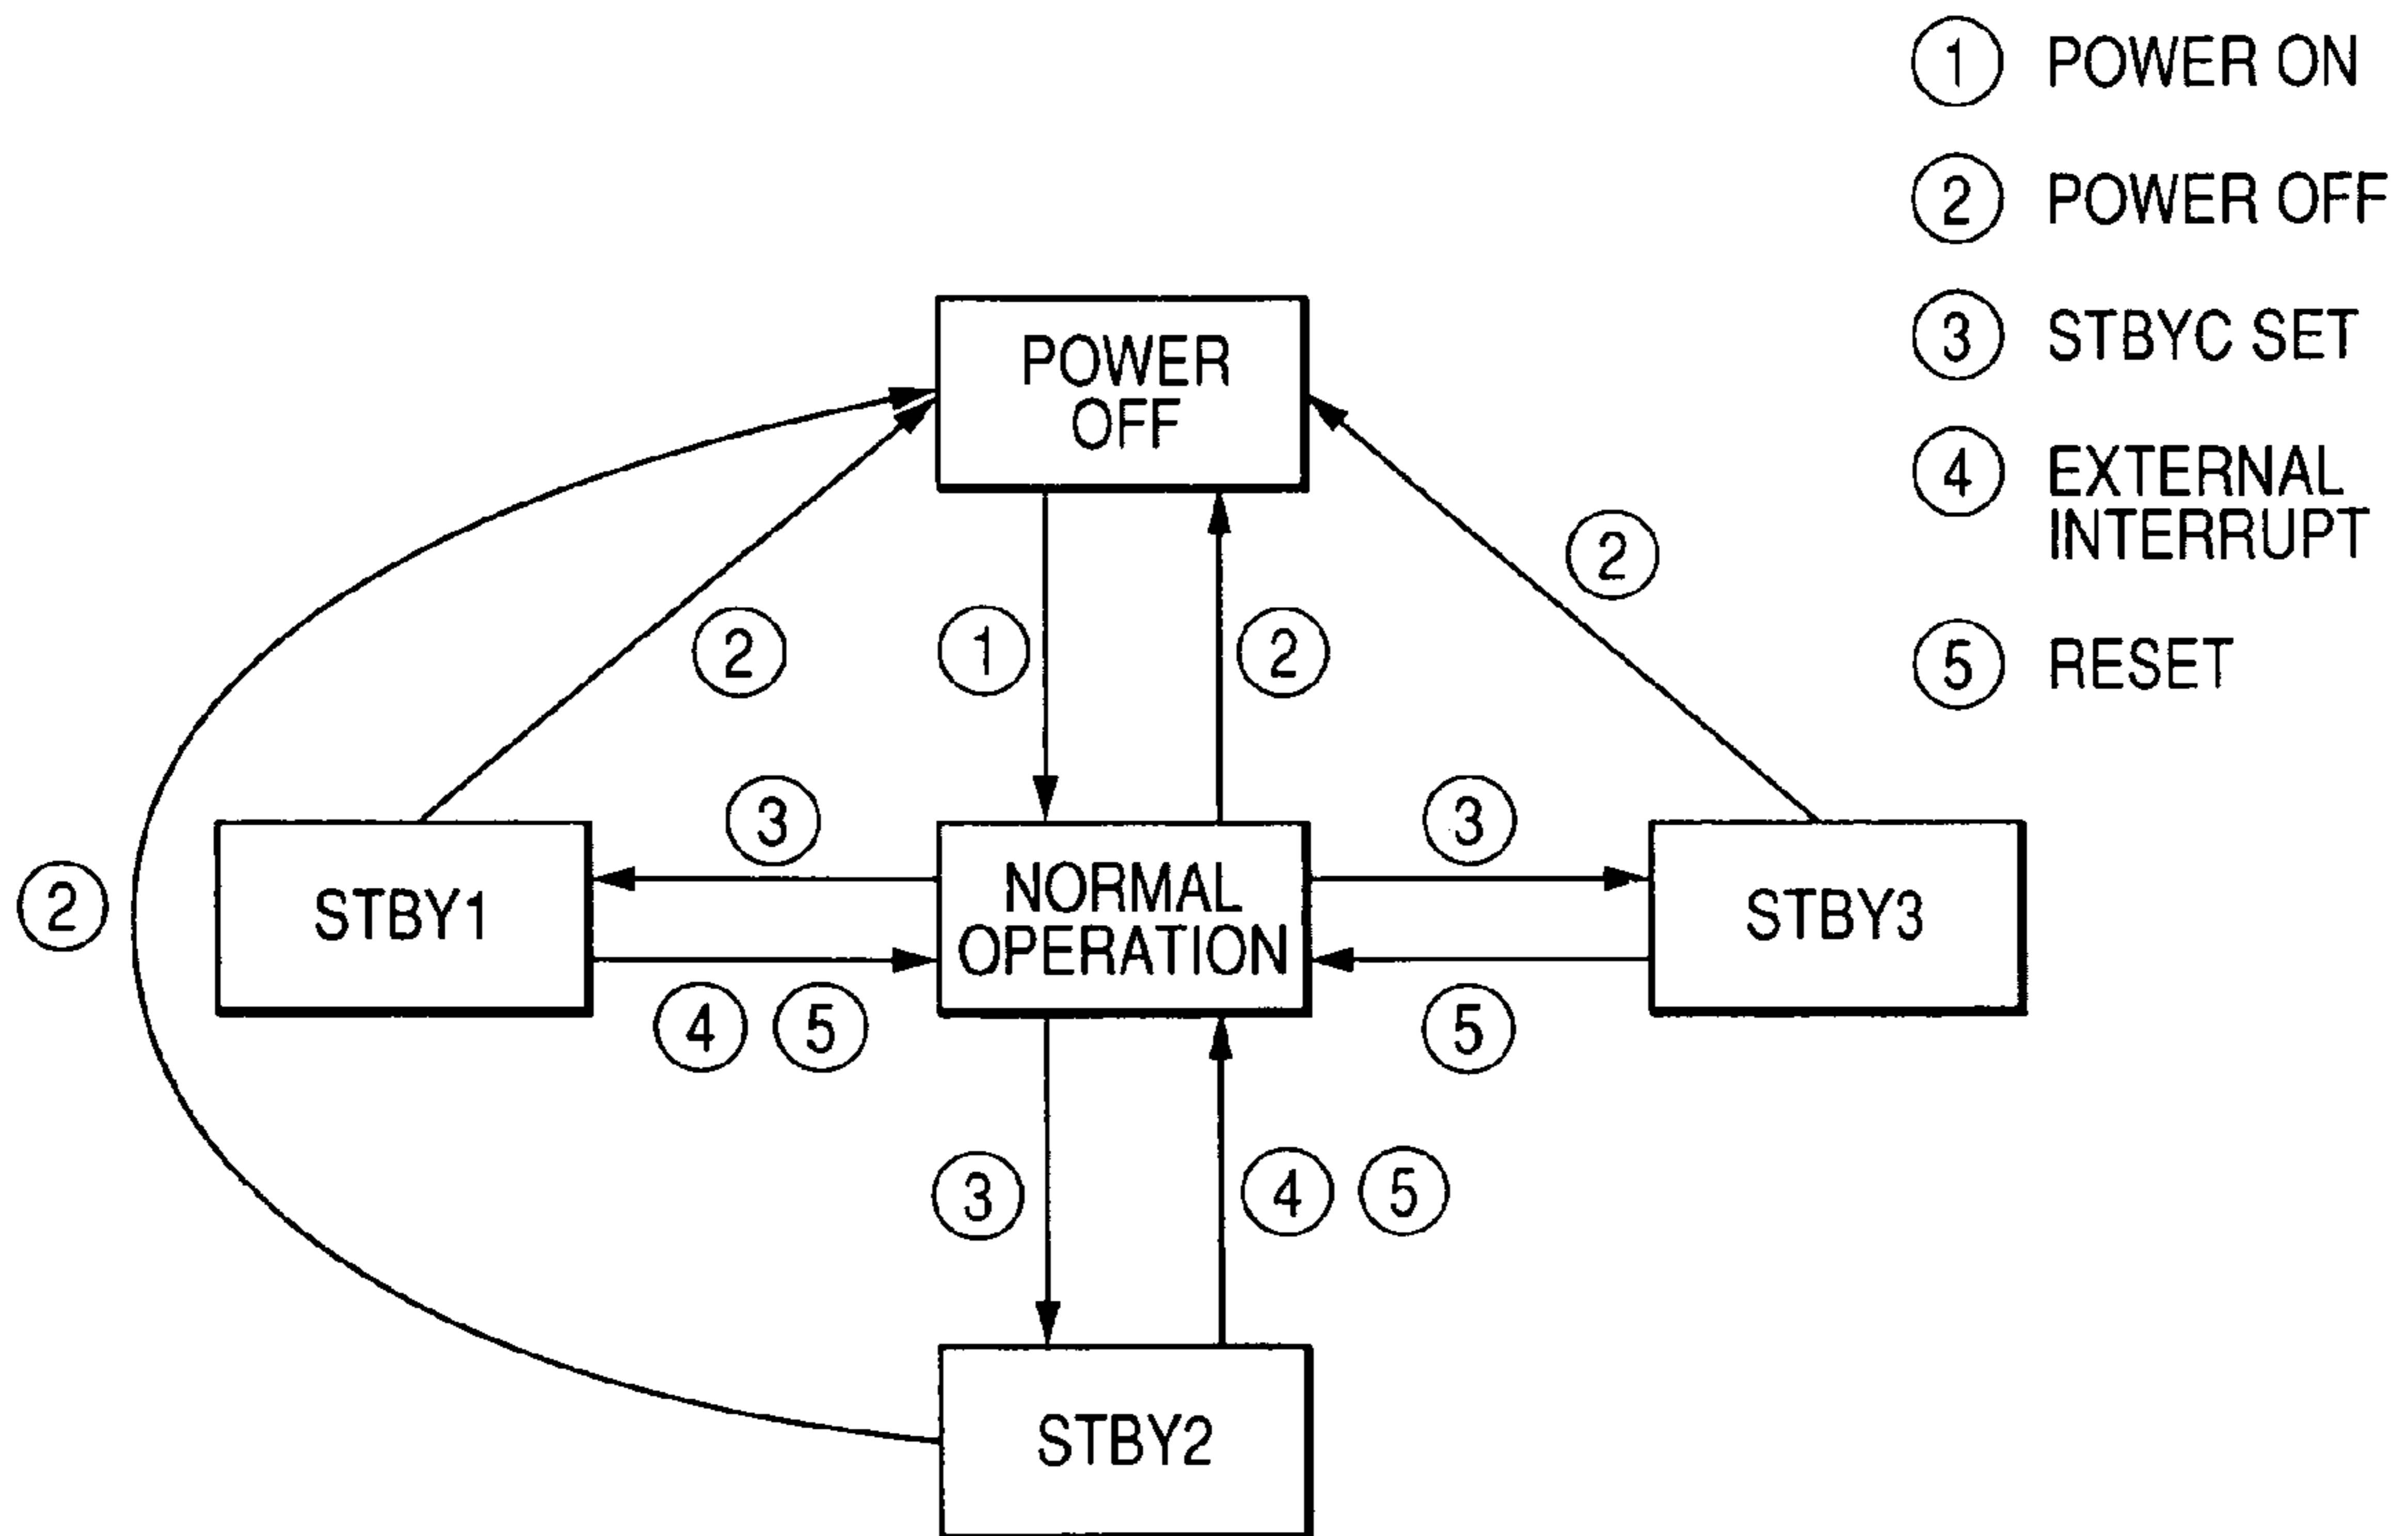 ① POWER ON
② POWER OFF
③ STBYC SET
④ EXTERNAL
INTERRUPT
⑤ RESET
POWER
OFF
②
②
①
②
③
③
②
STBY1
NORMAL
OPERATION
STBY3
④ ⑤
⑤
③
④ ⑤
STBY2